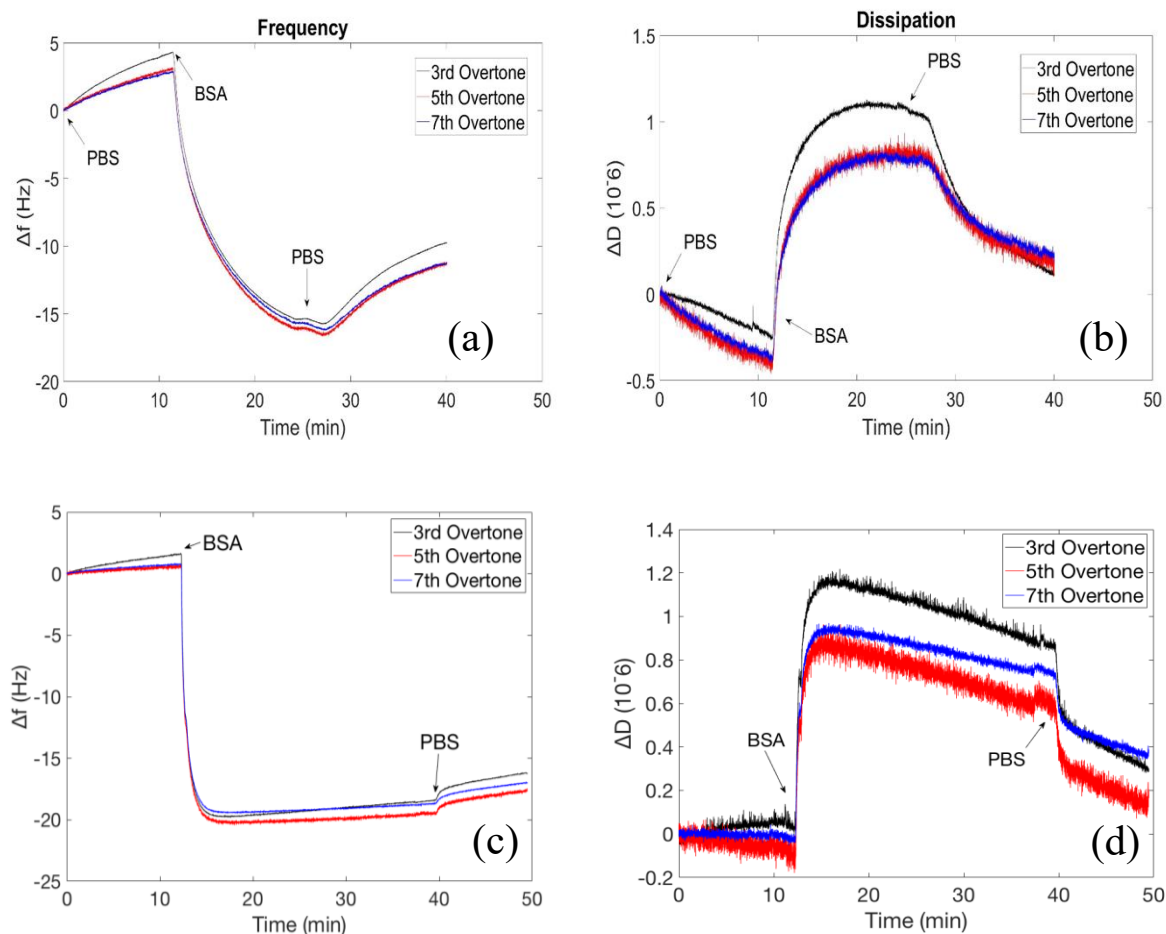 Frequency
5
0
-5
-10
-15
-20
0 10 20 30 40 50
Δf (Hz)
Time (min)
PBS
BSA
PBS
3rd Overtone
5th Overtone
7th Overtone
(a)
Dissipation
1.5
1
0.5
0
-0.5
0 10 20 30 40 50
ΔD (10^-6)
Time (min)
PBS
BSA
PBS
3rd Overtone
5th Overtone
7th Overtone
(b)
5
0
-5
-10
-15
-20
-25
0 10 20 30 40 50
Δf (Hz)
Time (min)
BSA
PBS
3rd Overtone
5th Overtone
7th Overtone
(c)
1.4
1.2
1
0.8
0.6
0.4
0.2
0
-0.2
0 10 20 30 40 50
ΔD (10^-6)
Time (min)
BSA
PBS
3rd Overtone
5th Overtone
7th Overtone
(d)